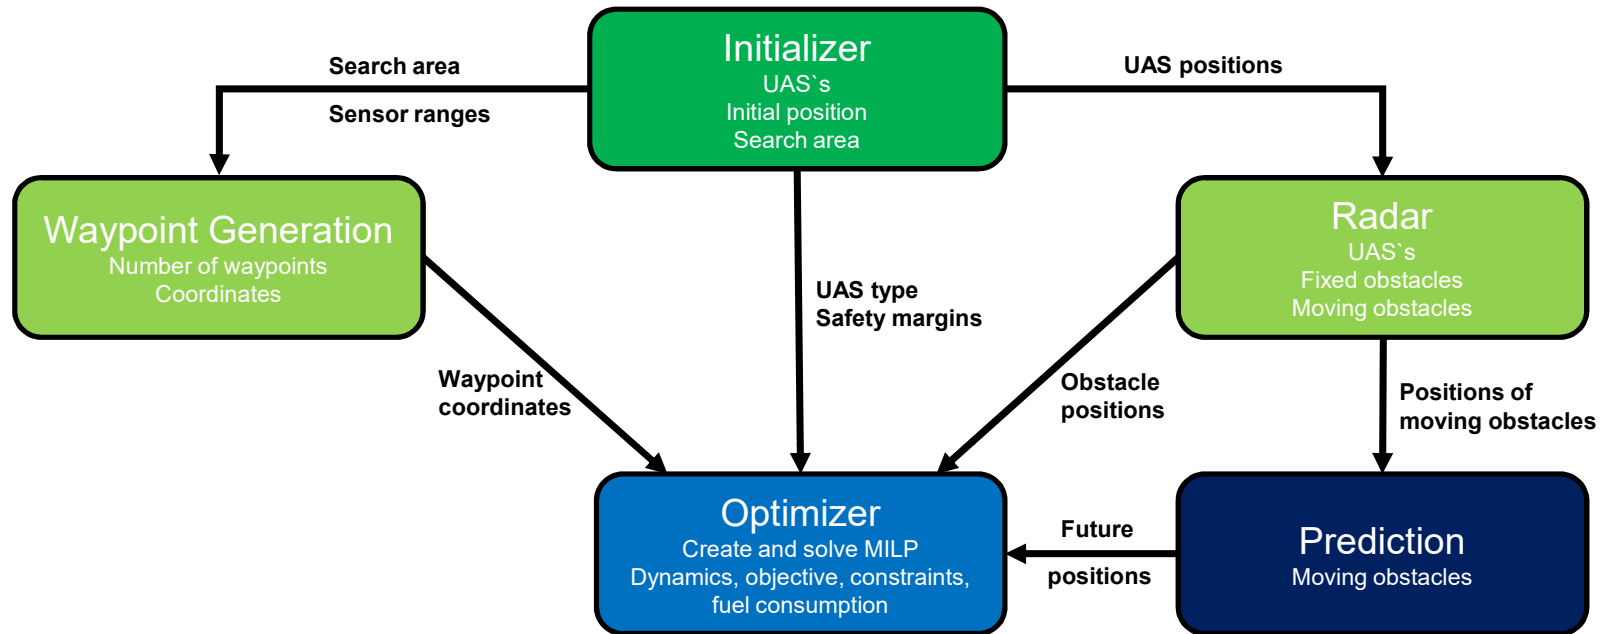 Initializer
UAS`s
Initial position
Search area
Search area
Sensor ranges
UAS positions
Waypoint Generation
Number of waypoints
Coordinates
Radar
UAS`s
Fixed obstacles
Moving obstacles
UAS type
Safety margins
Waypoint
coordinates
Obstacle
positions
Positions of
moving obstacles
Optimizer
Create and solve MILP
Dynamics, objective, constraints,
fuel consumption
Future
positions
Prediction
Moving obstacles